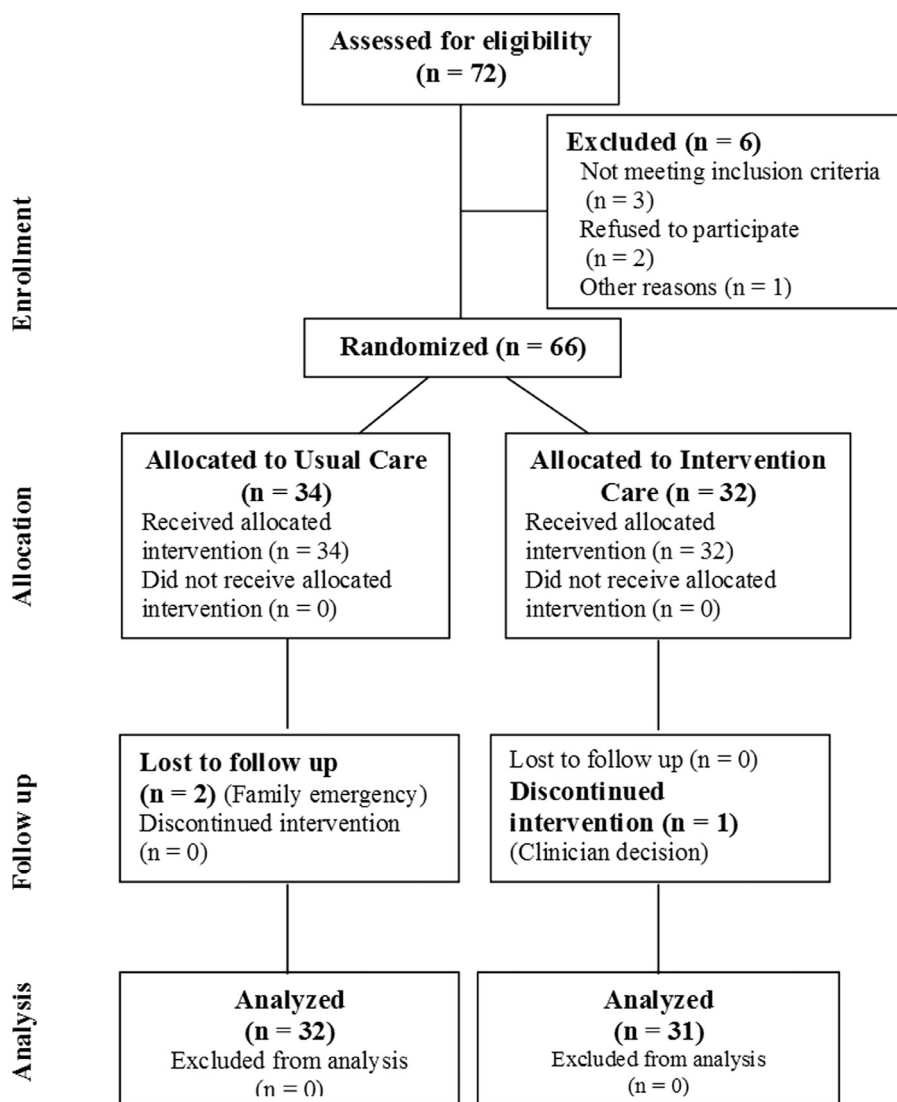 Assessed for eligibility
(n = 72)
Excluded (n = 6)
Not meeting inclusion criteria
(n = 3)
Refused to participate
(n = 2)
Other reasons (n = 1)
Enrollment
Randomized (n = 66)
Allocation
Allocated to Usual Care
(n = 34)
Received allocated
intervention (n = 34)
Did not receive allocated
intervention (n = 0)
Allocated to Intervention
Care (n = 32)
Received allocated
intervention (n = 32)
Did not receive allocated
intervention (n = 0)
Follow up
Lost to follow up
(n = 2) (Family emergency)
Discontinued intervention
(n = 0)
Lost to follow up (n = 0)
Discontinued
intervention (n = 1)
(Clinician decision)
Analysis
Analyzed
(n = 32)
Excluded from analysis
(n = 0)
Analyzed
(n = 31)
Excluded from analysis
(n = 0)